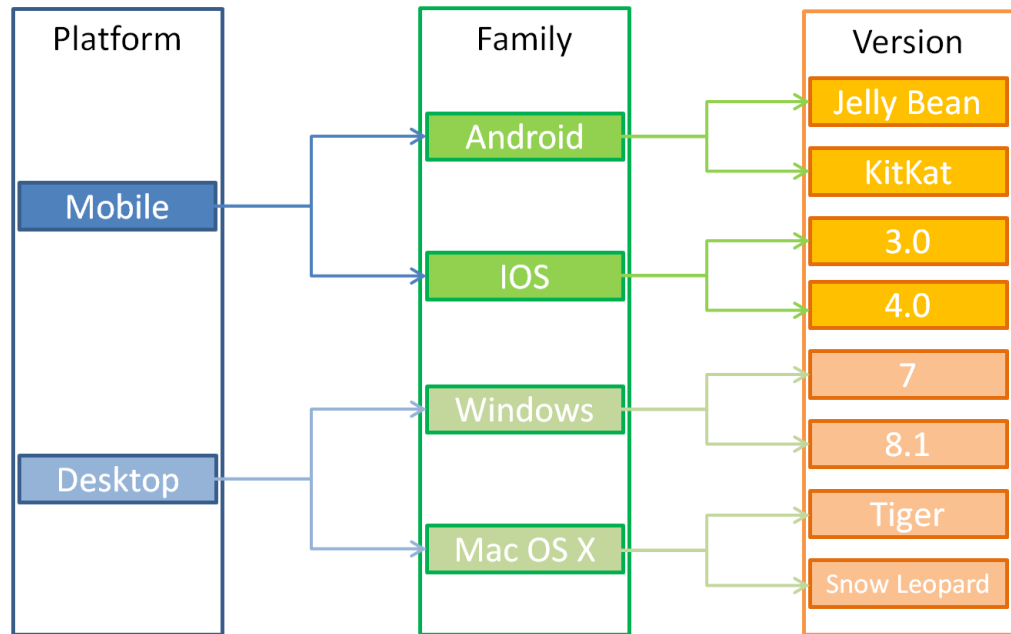 Platform
Family
Version
Mobile
Desktop
Android
IOS
Windows
Mac OS X
Jelly Bean
KitKat
3.0
4.0
7
8.1
Tiger
Snow Leopard